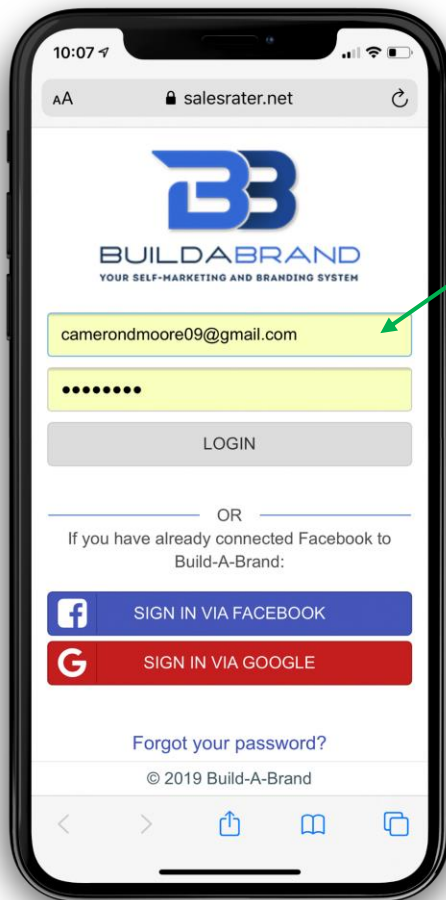 10:07
AA salesrater.net
BUILDABRAND
YOUR SELF-MARKETING AND BRANDING SYSTEM
camerondmoore09@gmail.com
••••••••
LOGIN
OR
If you have already connected Facebook to
Build-A-Brand:
f SIGN IN VIA FACEBOOK
G SIGN IN VIA GOOGLE
Forgot your password?
© 2019 Build-A-Brand